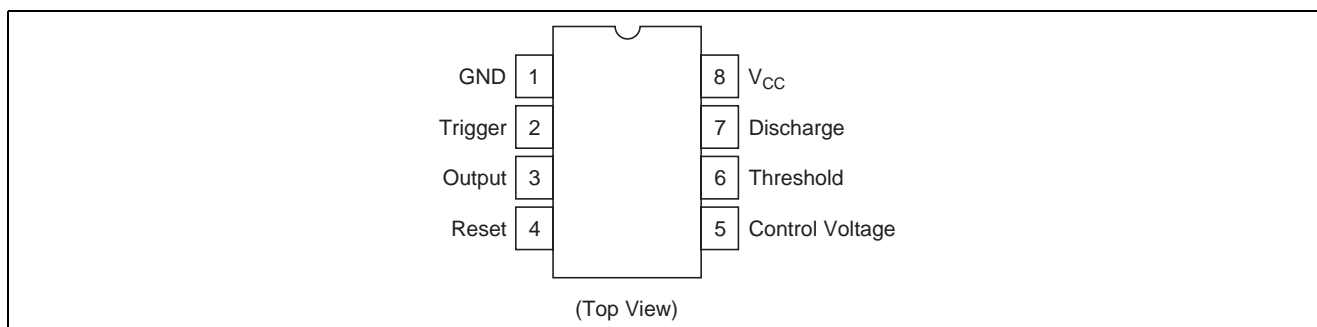 GND 1 8 VCC
Trigger 2 7 Discharge
Output 3 6 Threshold
Reset 4 5 Control Voltage
(Top View)